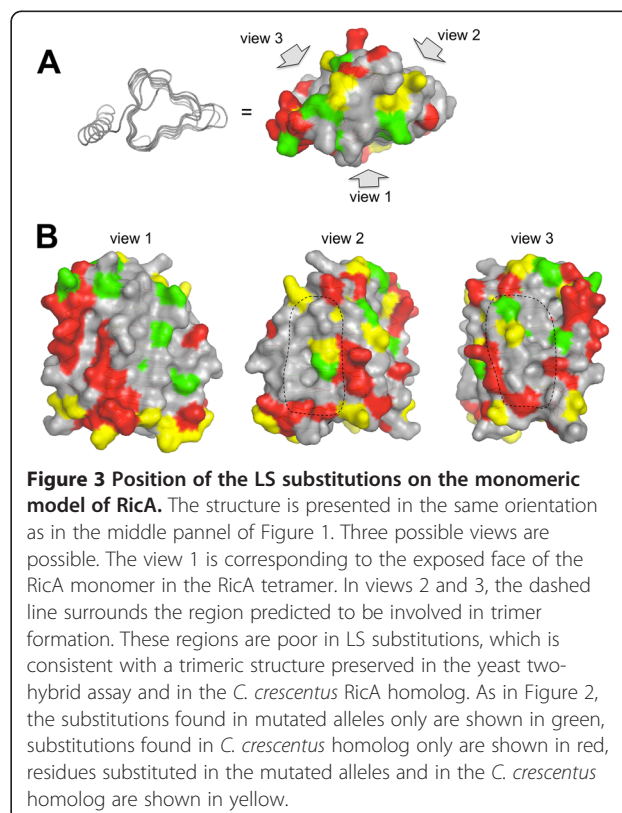 A
view 3
view 2
=
view 1
B
view 1
view 2
view 3
Figure 3 Position of the LS substitutions on the monomeric
model of RicA. The structure is presented in the same orientation
as in the middle pannel of Figure 1. Three possible views are
possible. The view 1 is corresponding to the exposed face of the
RicA monomer in the RicA tetramer. In views 2 and 3, the dashed
line surrounds the region predicted to be involved in trimer
formation. These regions are poor in LS substitutions, which is
consistent with a trimeric structure preserved in the yeast two-
hybrid assay and in the C. crescentus RicA homolog. As in Figure 2,
the substitutions found in mutated alleles only are shown in green,
substitutions found in C. crescentus homolog only are shown in red,
residues substituted in the mutated alleles and in the C. crescentus
homolog are shown in yellow.